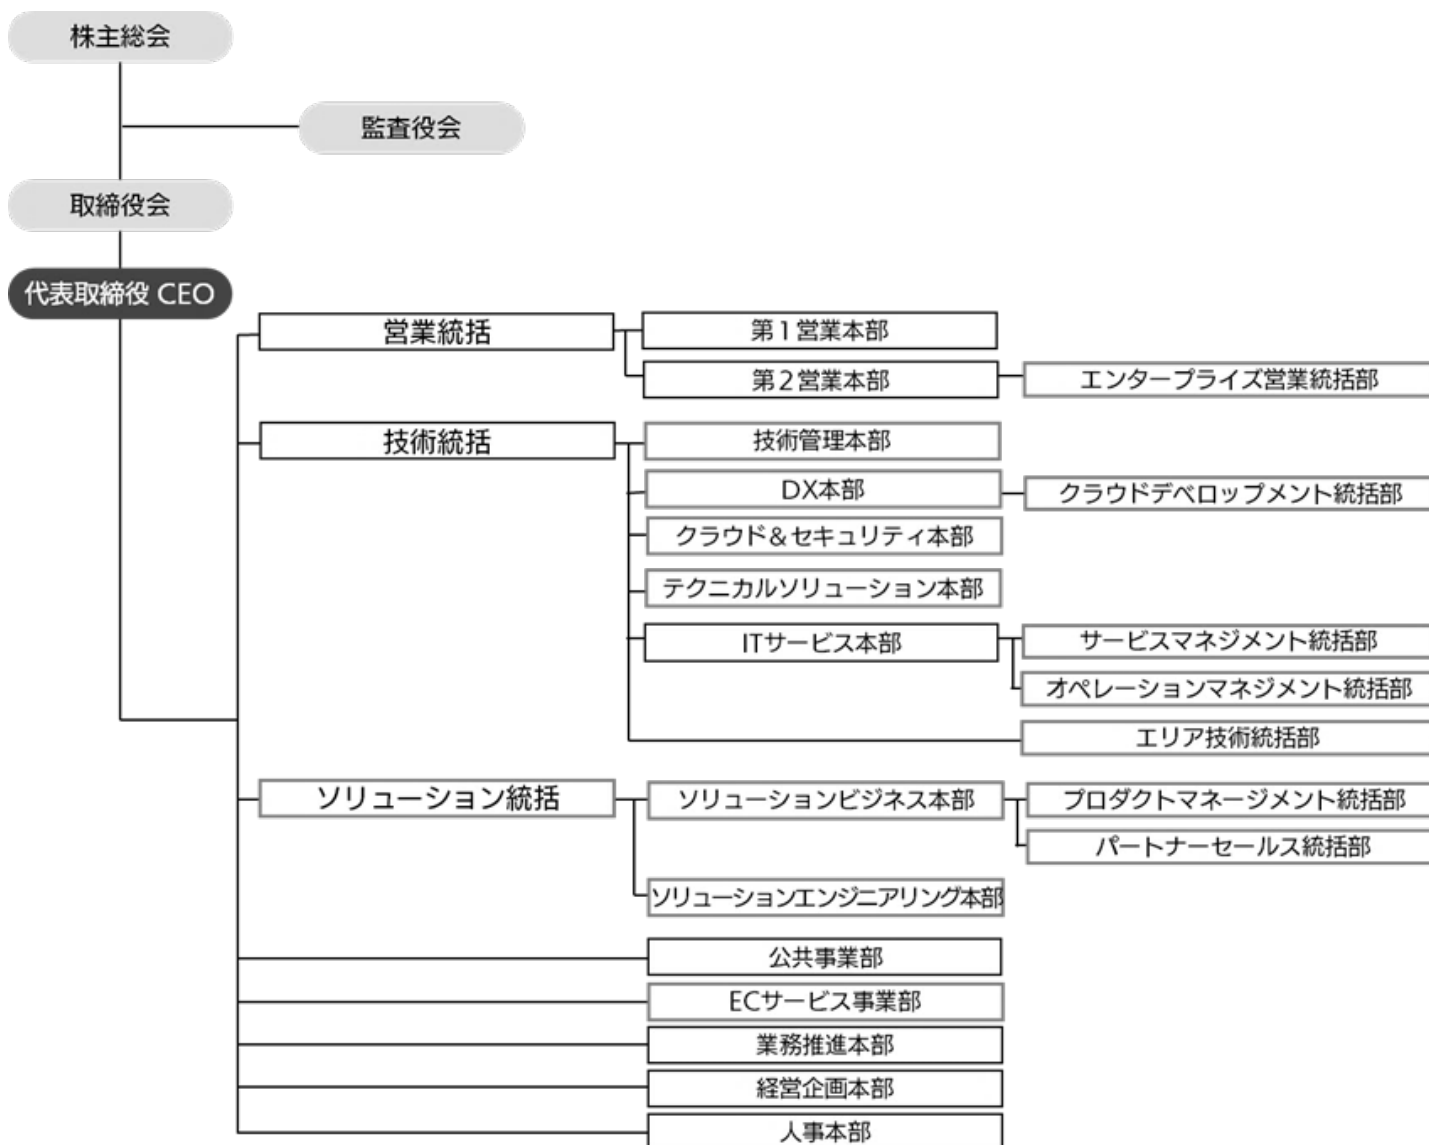 株主総会
監査役会
取締役会
代表取締役 CEO
営業統括
第1営業本部
第2営業本部
エンタープライズ営業統括部
技術統括
技術管理本部
DX本部
クラウドデベロップメント統括部
クラウド&セキュリティ本部
テクニカルソリューション本部
ITサービス本部
サービスマネジメント統括部
オペレーションマネジメント統括部
エリア技術統括部
ソリューション統括
ソリューションビジネス本部
プロダクトマネージメント統括部
パートナーセールス統括部
ソリューションエンジニアリング本部
公共事業部
ECサービス事業部
業務推進本部
経営企画本部
人事本部